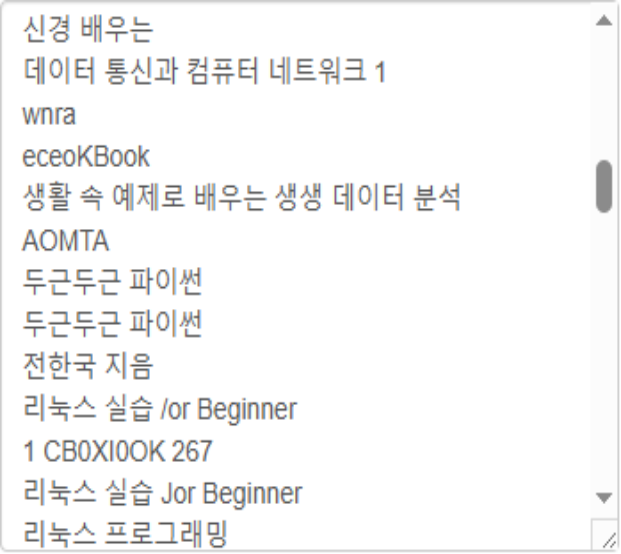 신경 배우는
데이터 통신과 컴퓨터 네트워크 1
wnra
eceoKBook
생활 속 예제로 배우는 생생 데이터 분석
AOMTA
두근두근 파이썬
두근두근 파이썬
전한국 지음
리눅스 실습 /or Beginner
1 CB0XI0OK 267
리눅스 실습 Jor Beginner
리눅스 프로그래밍